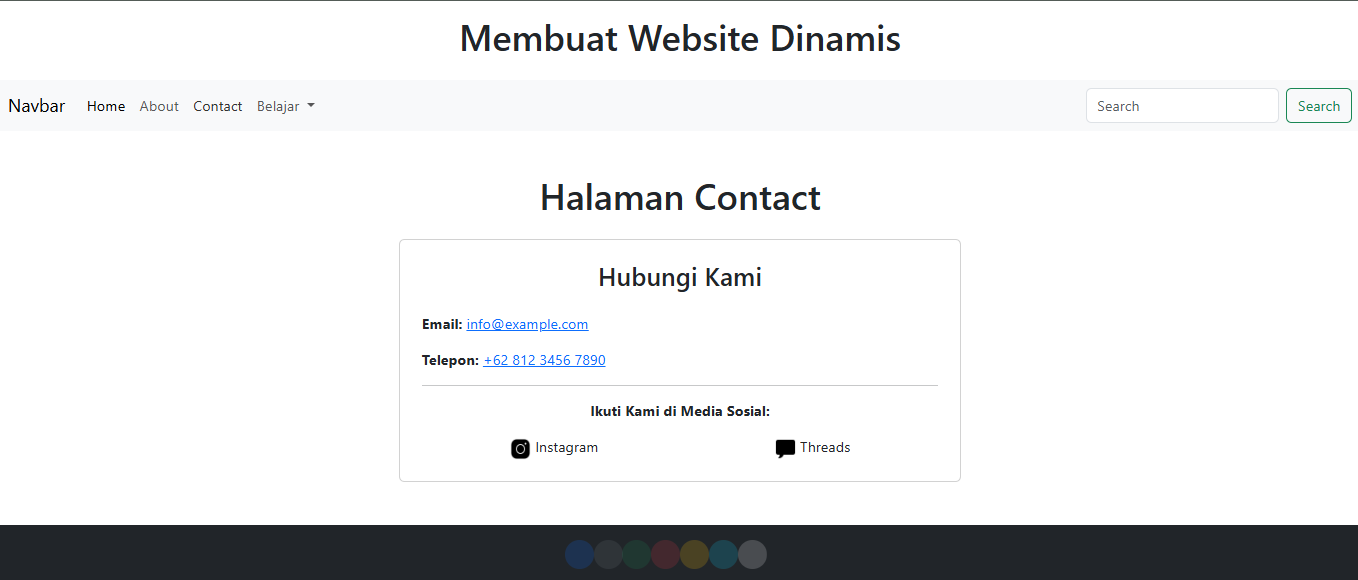 Membuat Website Dinamis
Navbar Home About Contact Belajar Search Search
Halaman Contact
Hubungi Kami
Email: info@example.com
Telepon: +62 812 3456 7890
Ikuti Kami di Media Sosial:
Instagram Threads